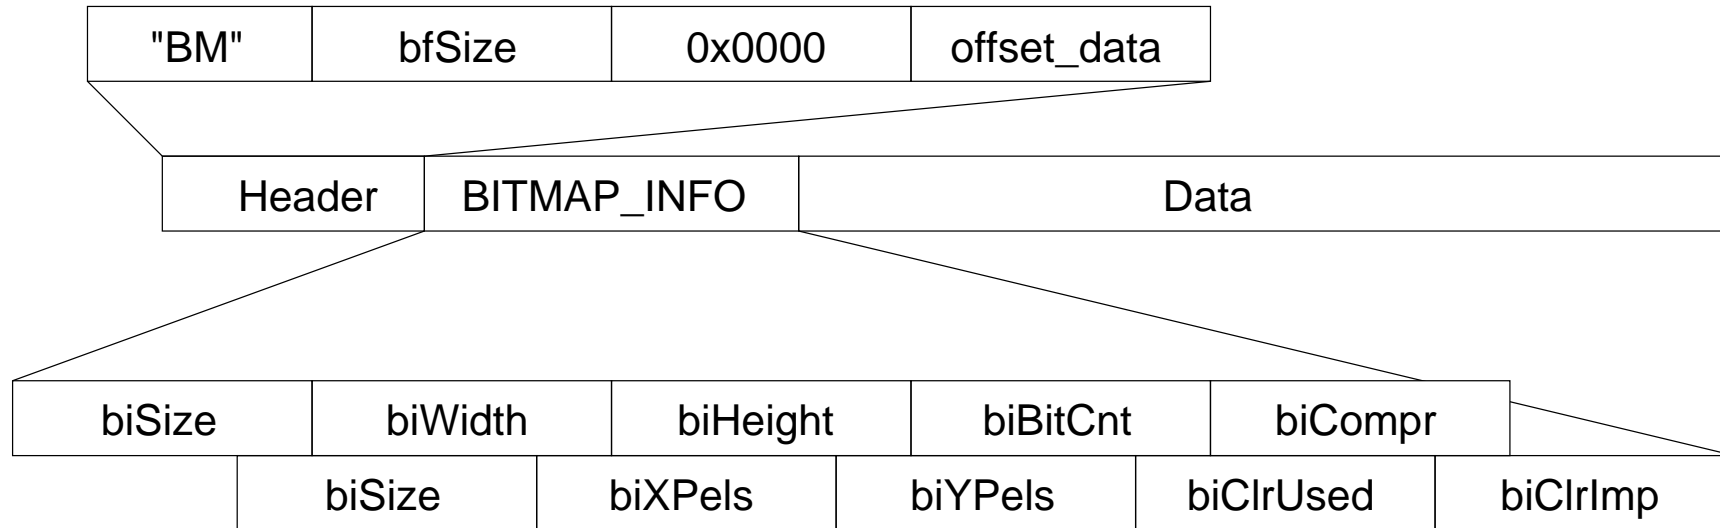 "BM" bfSize 0x0000 offset_data
Header BITMAP_INFO Data
biSize biWidth biHeight biBitCnt biCompr
biSize biXPels biYPels biClrUsed biClrImp